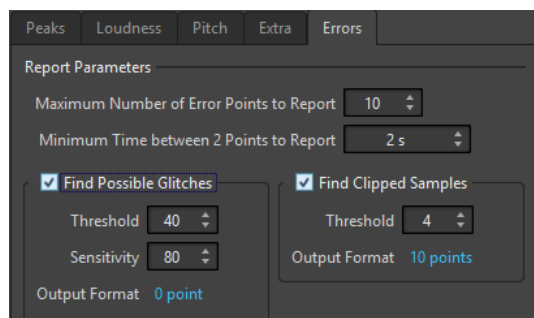 Peaks Loudness Pitch Extra Errors
Report Parameters
Maximum Number of Error Points to Report 10
Minimum Time between 2 Points to Report 2 s
Find Possible Glitches
Threshold 40
Sensitivity 80
Output Format 0 point
Find Clipped Samples
Threshold 4
Output Format 10 points